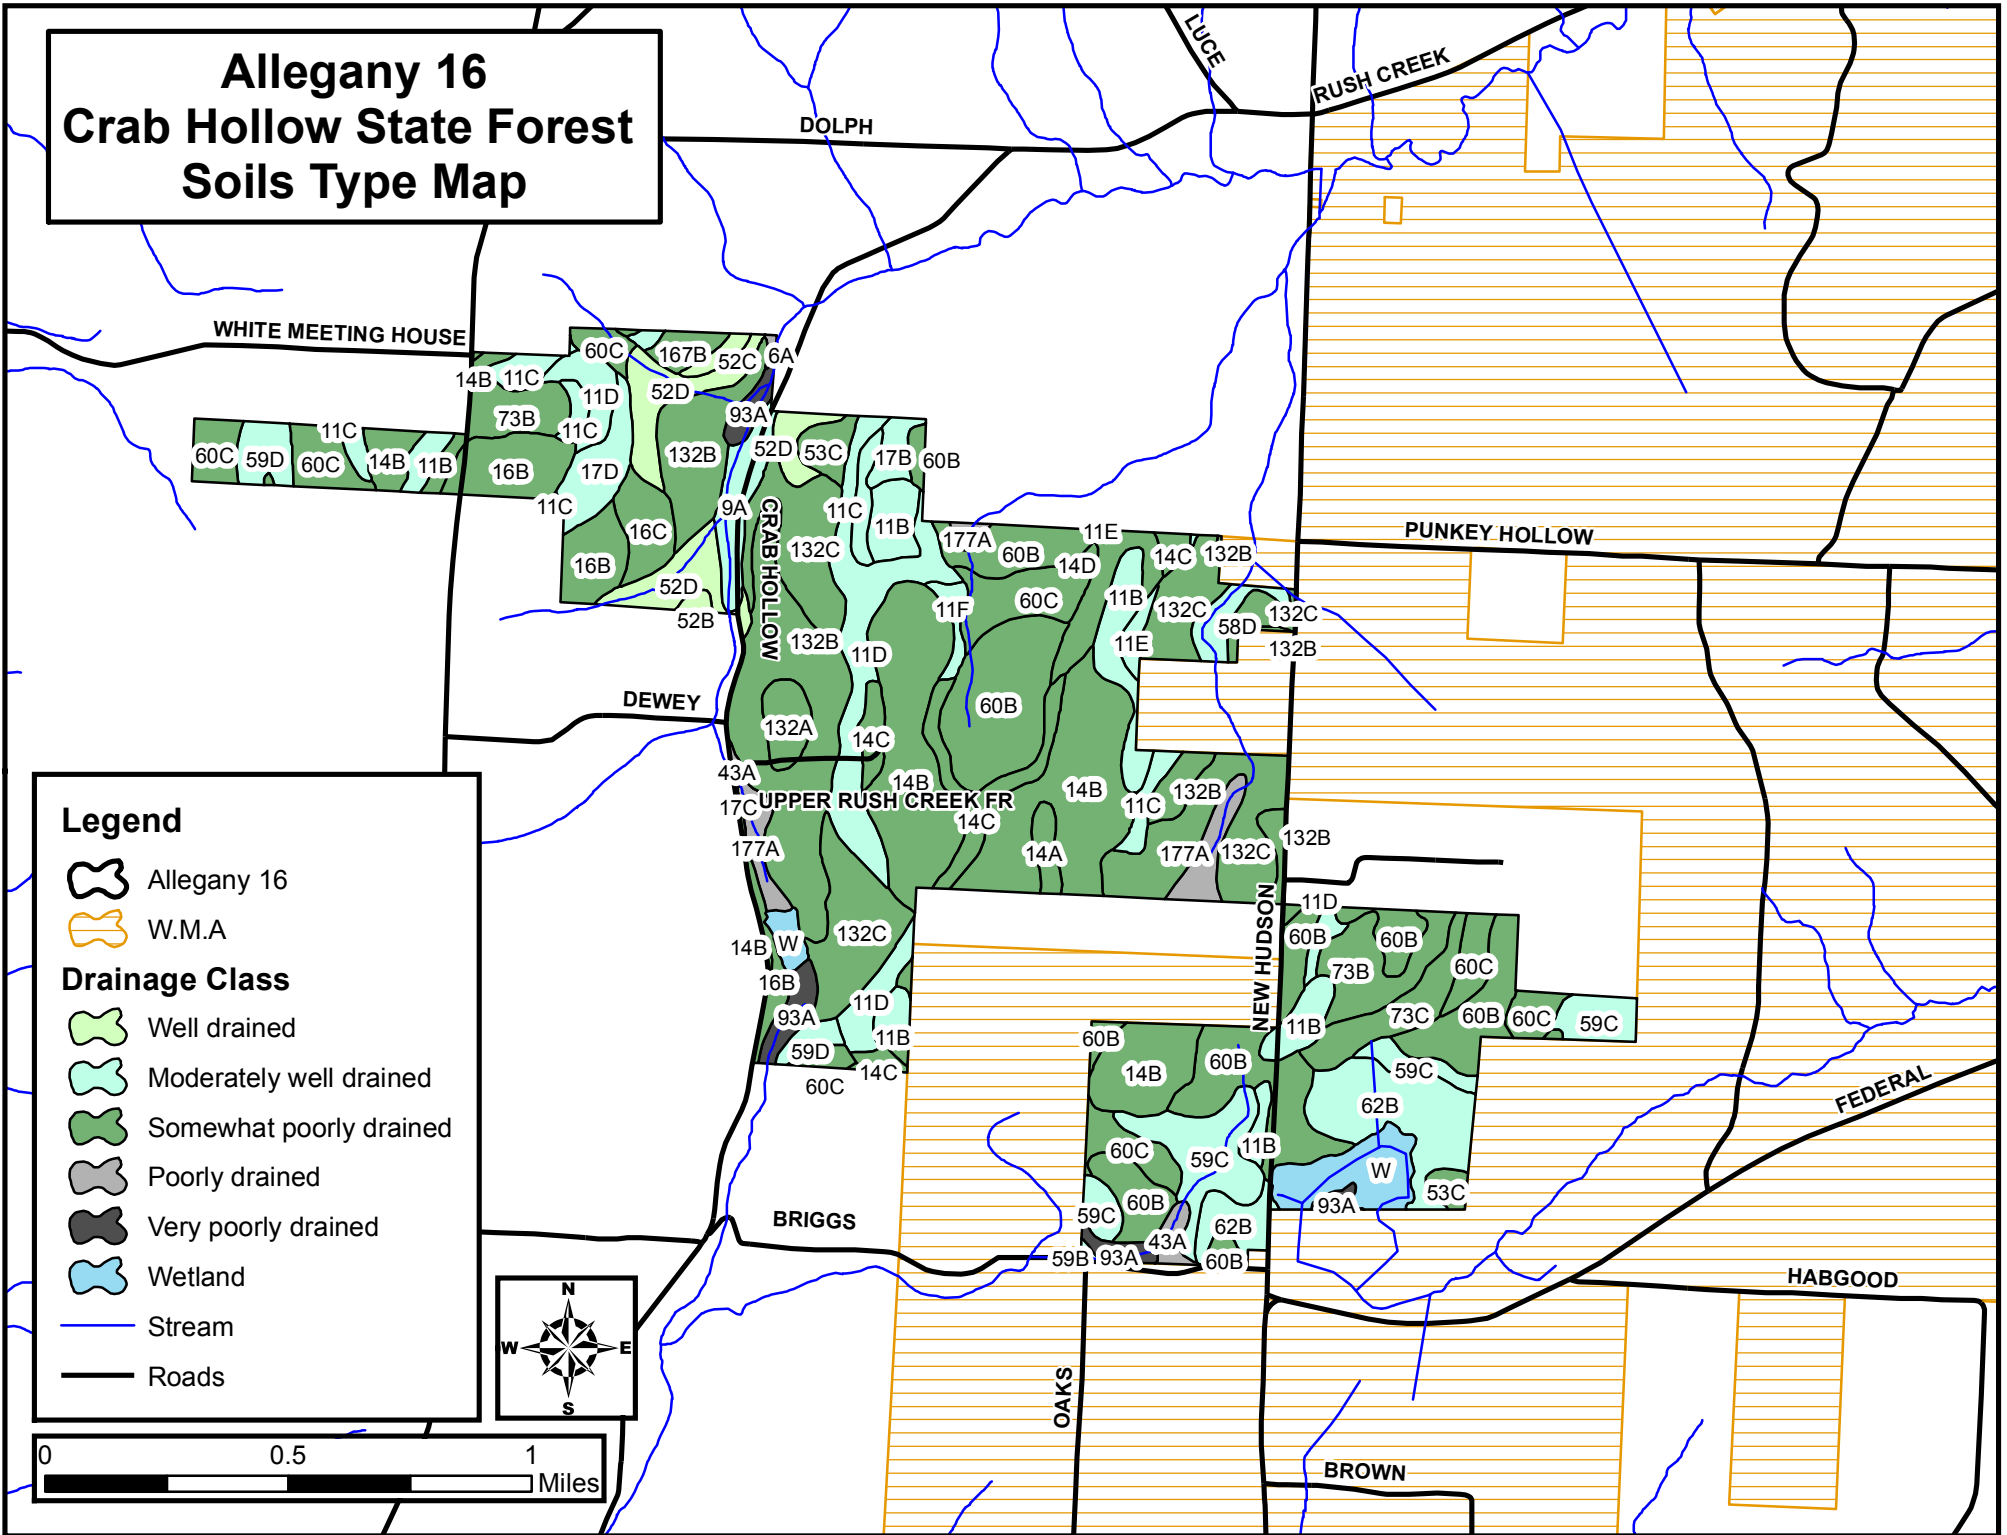 Allegany 16
Crab Hollow State Forest
Soils Type Map
LUCE
RUSH CREEK
DOLPH
WHITE MEETING HOUSE
60C
167B
52C
6A
14B
11C
11D
52D
93A
73B
11C
11C
60C
59D
60C
14B
11B
16B
17D
132B
52D
53C
17B
60B
11C
9A
CRAB HOLLOW
11C
11B
16C
132C
177A
60B
11E
14D
14C
132B
PUNKEY HOLLOW
16B
52D
52B
11F
60C
11B
132C
58D
132C
132B
11D
11E
132B
DEWEY
132A
60B
14C
43A
17C
14B
UPPER RUSH CREEK FR
14C
14B
11C
132B
177A
14A
177A
132C
132B
NEW HUDSON
11D
14B
W
132C
60B
60B
73B
60C
16B
93A
11D
11B
59D
60C
14C
11B
73C
60B
60C
59C
60B
14B
60B
59C
62B
60C
59C
11B
W
53C
93A
59C
60B
43A
62B
59B
93A
60B
BRIGGS
FEDERAL
HABGOOD
OAKS
BROWN
Legend
Allegany 16
W.M.A
Drainage Class
Well drained
Moderately well drained
Somewhat poorly drained
Poorly drained
Very poorly drained
Wetland
Stream
Roads
N
W E
S
0 0.5 1
Miles